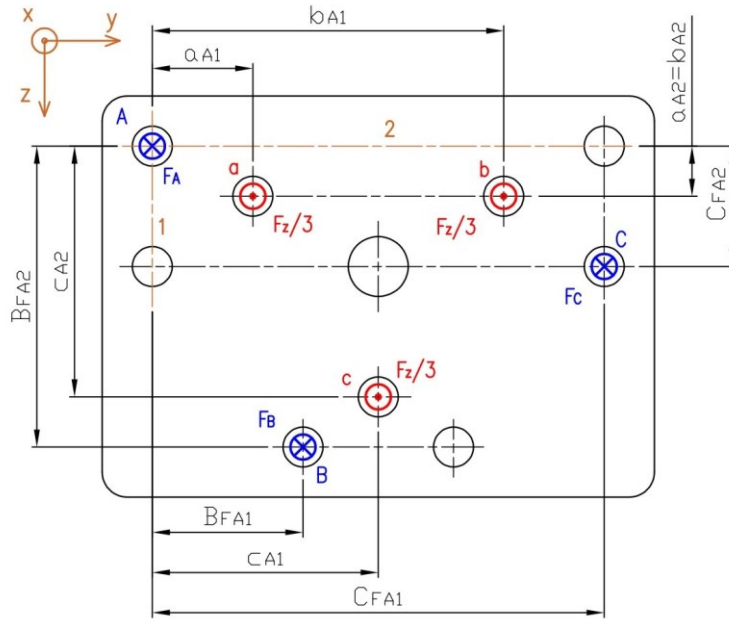 bA1
x
y
aA1
z
aA2=bA2
A
2
FA
a
b
Fz/3
Fz/3
CFA2
1
C
FC
BFA2
cA2
c
Fz/3
FB
B
BFA1
cA1
CFA1